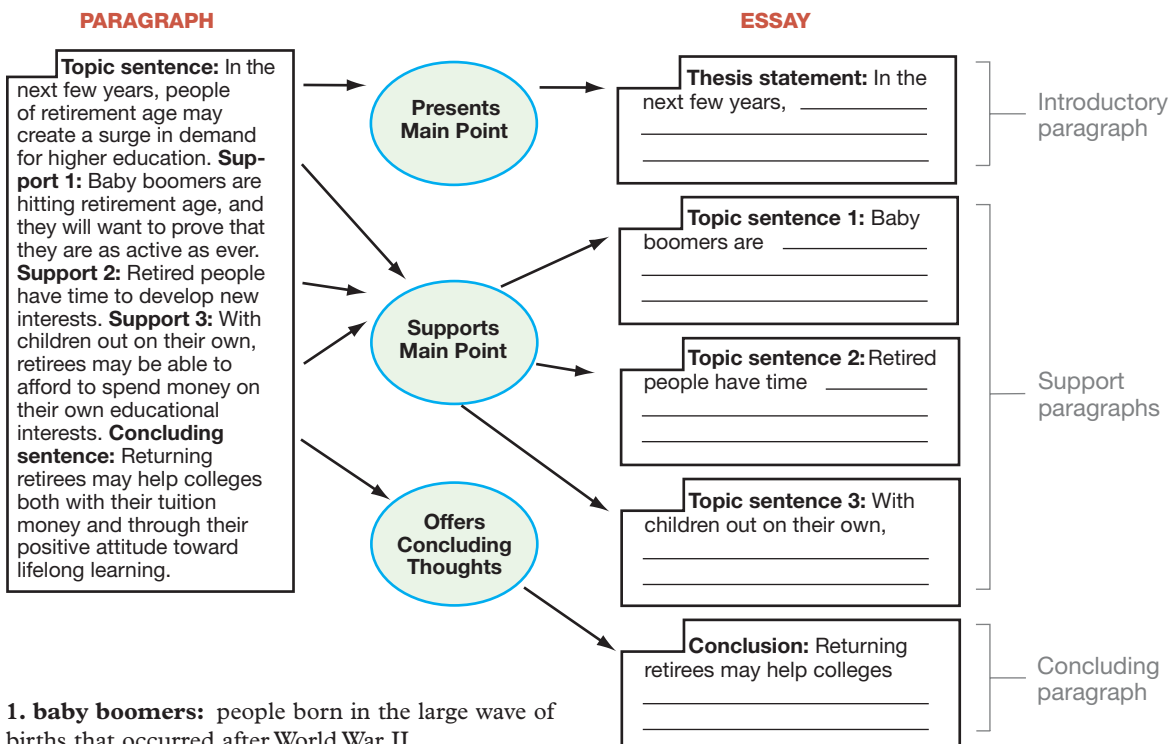 PARAGRAPH
Topic sentence: In the
next few years, people
of retirement age may
create a surge in demand
for higher education. Sup-
port 1: Baby boomers are
hitting retirement age, and
they will want to prove that
they are as active as ever.
Support 2: Retired people
have time to develop new
interests. Support 3: With
children out on their own,
retirees may be able to
afford to spend money on
their own educational
interests. Concluding
sentence: Returning
retirees may help colleges
both with their tuition
money and through their
positive attitude toward
lifelong learning.
Presents
Main Point
Supports
Main Point
Offers
Concluding
Thoughts
ESSAY
Thesis statement: In the
next few years,
Introductory
paragraph
Topic sentence 1: Baby
boomers are
Topic sentence 2: Retired
people have time
Topic sentence 3: With
children out on their own,
Support
paragraphs
Conclusion: Returning
retirees may help colleges
Concluding
paragraph
1. baby boomers: people born in the large wave of
births that occurred after World War II